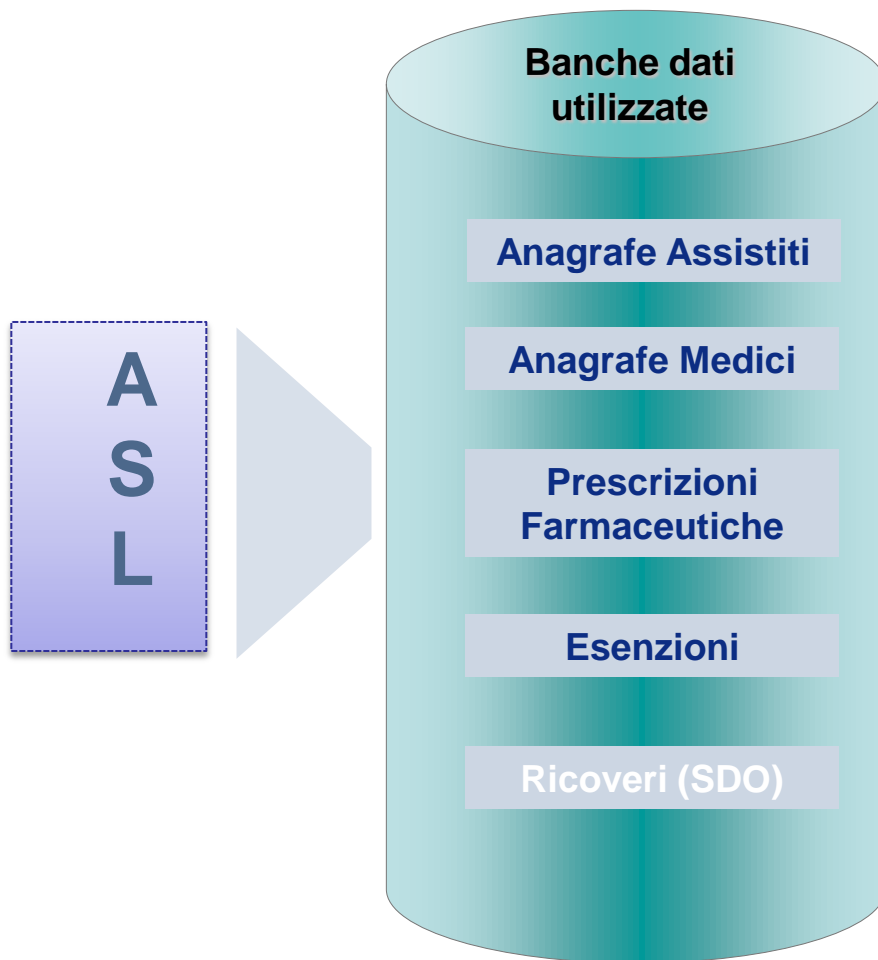 Banche dati
utilizzate
Anagrafe Assistiti
Anagrafe Medici
A
S
L
Prescrizioni
Farmaceutiche
Esenzioni
Ricoveri (SDO)